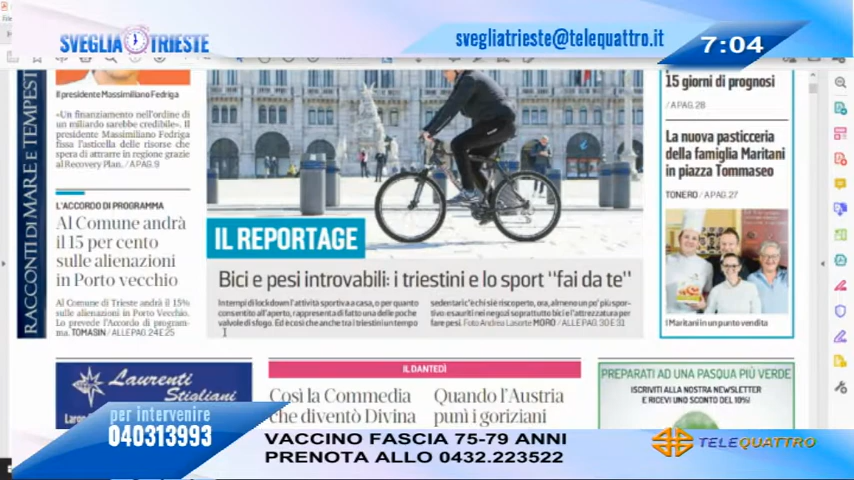 SVEGLIA TRIESTE
svegliatrieste@telequattro.it
7:04
RACCONTI DI MARE E TEMPEST
Il presidente Massimiliano Fedriga
«Un finanziamento nell'ordine di
un miliardo sarebbe credibile». Il
presidente Massimiliano Fedriga
fissa l'asticella delle risorse che
spera di attrarre in regione grazie
al Recovery Plan. / A PAG. 9
L'ACCORDO DI PROGRAMMA
Al Comune andrà
il 15 per cento
sulle alienazioni
in Porto vecchio
Al Comune di Trieste andrà il 15%
sulle alienazioni in Porto Vecchio.
Lo prevede l'Accordo di program-
ma. TOMASIN / ALLE PAG. 24 E 25
IL REPORTAGE
Bici e pesi introvabili: i triestini e lo sport "fai da te"
In tempi di lockdown l'attività sportiva a casa, o per quanto
consentito all'aperto, rappresenta di fatto una delle poche
valvole di sfogo. Ed è così che anche tra i triestini un tempo
sedentari c'è chi si è riscoperto, ora, almeno un po' più spor-
tivo: esauriti nei negozi soprattutto bici e l'attrezzatura per
fare pesi. Foto Andrea Lasorte MORO / ALLE PAG. 30 E 31
15 giorni di prognosi
/ A PAG. 28
La nuova pasticceria
della famiglia Maritani
in piazza Tommaseo
TONERO / A PAG. 27
I Maritani in un punto vendita
Laurenti
Stigliani
IL DANTEDÌ
Così la Commedia
che diventò Divina
Quando l'Austria
punì i goriziani
PREPARATI AD UNA PASQUA PIÙ VERDE
ISCRIVITI ALLA NOSTRA NEWSLETTER
E RICEVI UNO SCONTO DEL 10%!
per intervenire
040313993
VACCINO FASCIA 75-79 ANNI
PRENOTA ALLO 0432.223522
TELEQUATTRO